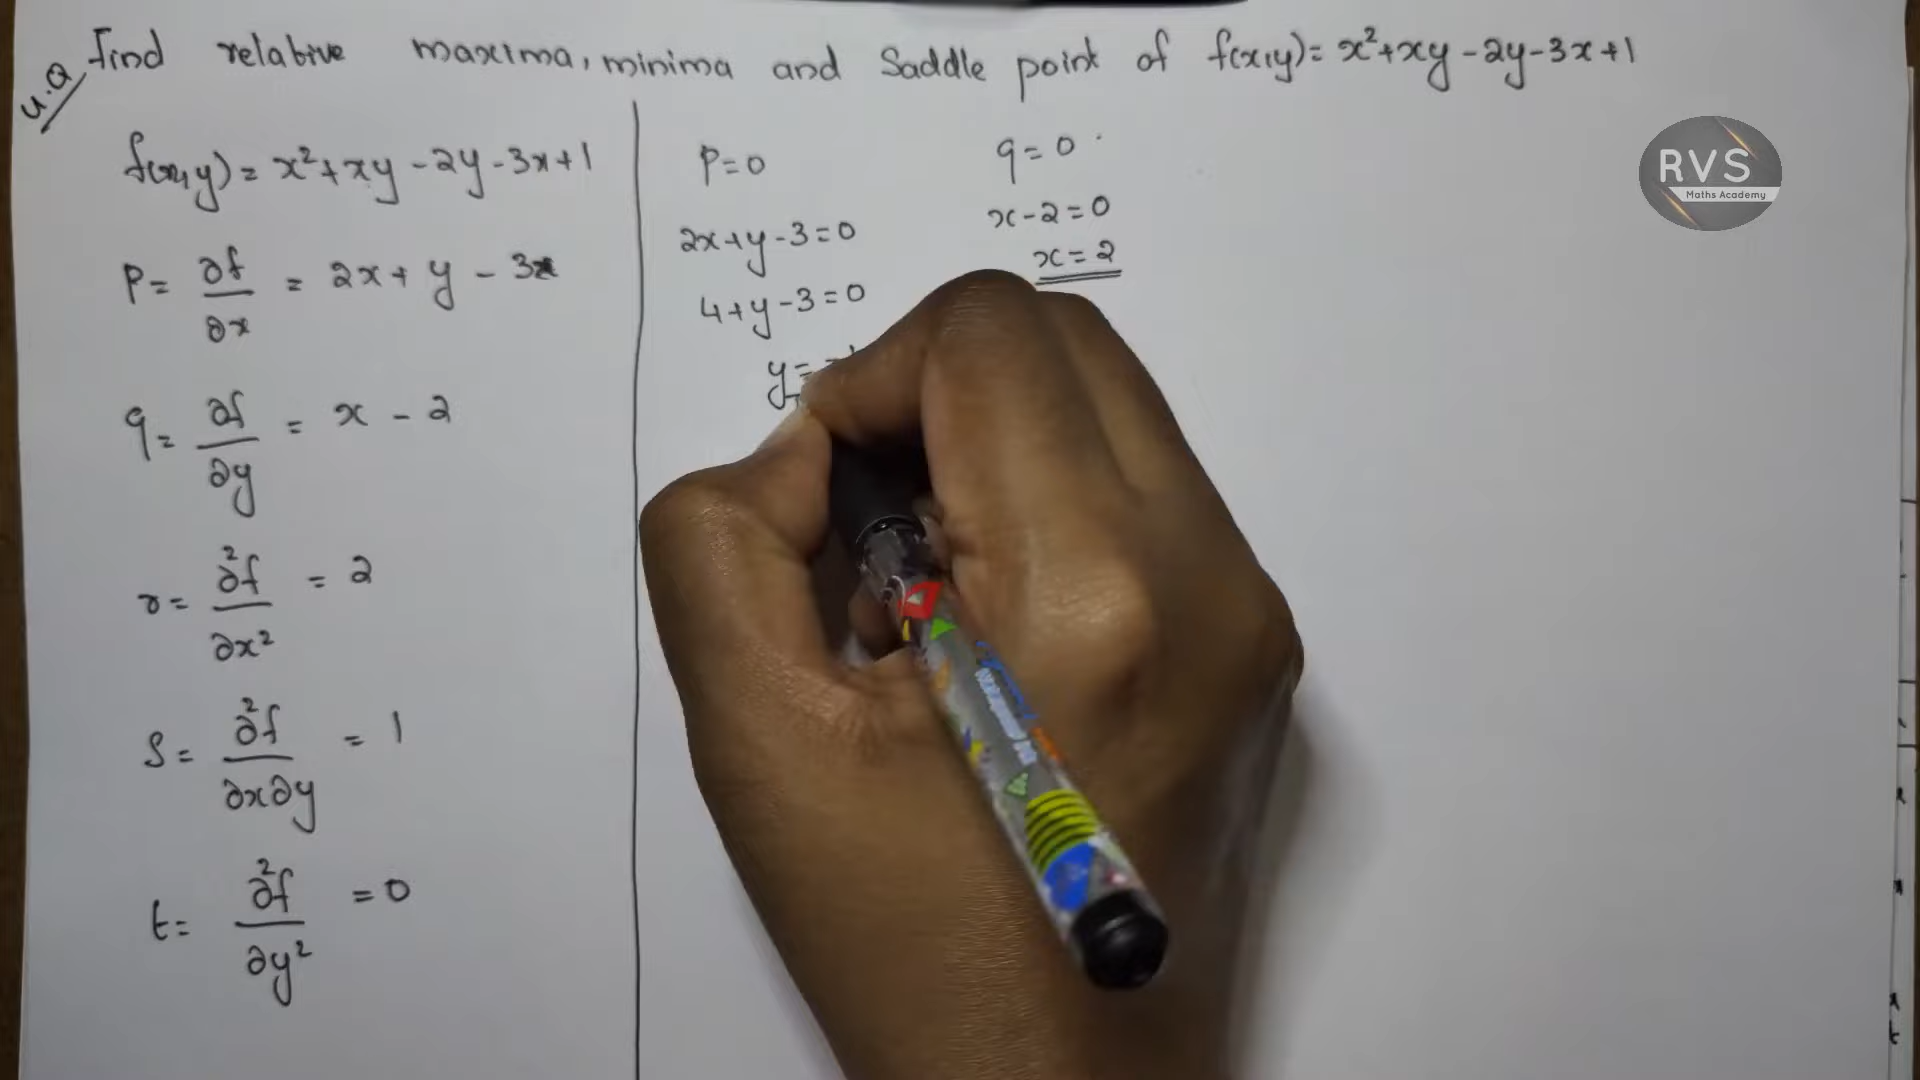 U.Q Find relative maxima, minima and Saddle point of f(x,y) = x²+xy-2y-3x+1
f(x,y) = x²+xy-2y-3x+1
P = ∂f/∂x = 2x+y-3
q = ∂f/∂y = x-2
r = ∂²f/∂x² = 2
S = ∂²f/∂x∂y = 1
t = ∂²f/∂y² = 0
P=0
2x+y-3=0
4+y-3=0
y=-1
q=0
x-2=0
x=2
RVS
Maths Academy